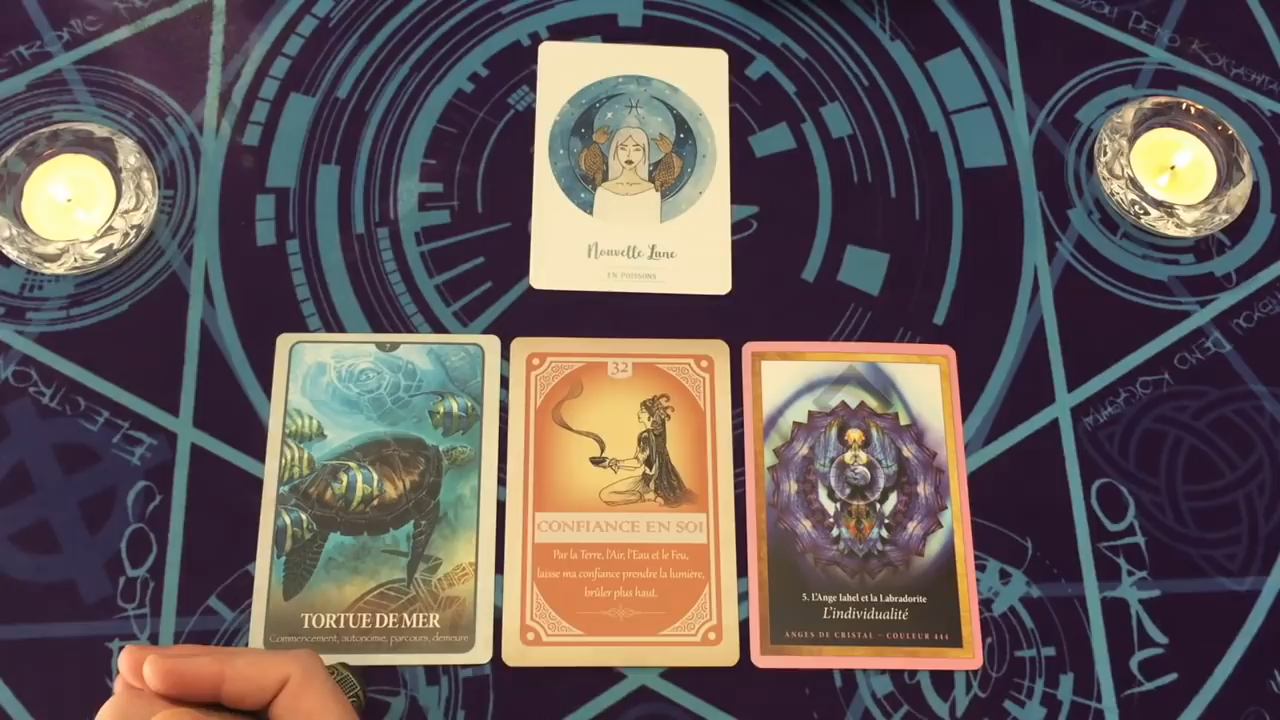 Nouvelle Lune
EN POISSONS
7
TORTUE DE MER
Commencement, autonomie, parcours, demeure
32
CONFIANCE EN SOI
Par la Terre, l'Air, l'Eau et le Feu,
laisse ma confiance prendre la lumière,
brûler plus haut.
5. L'Ange Iahel et la Labradorite
L'individualité
ANGES DE CRISTAL - COULEUR 444
OTAKU